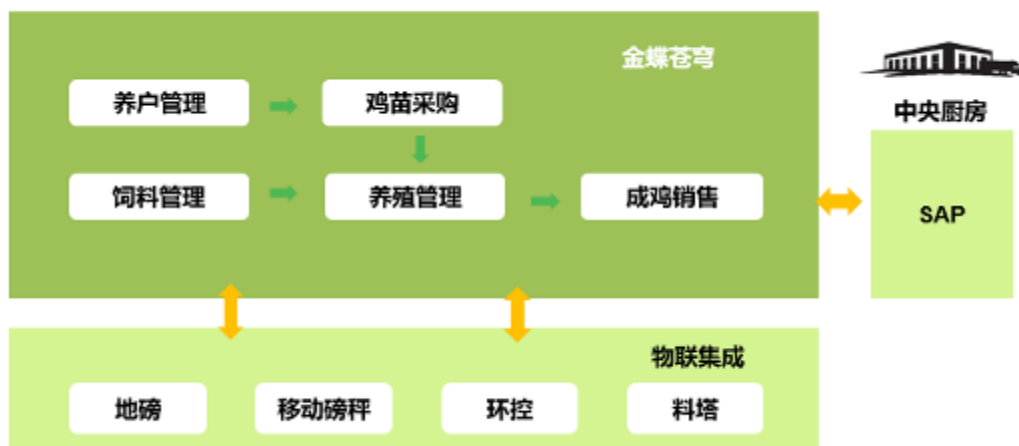 金蝶苍穹
养户管理
鸡苗采购
饲料管理
养殖管理
成鸡销售
中央厨房
SAP
物联集成
地磅
移动磅秤
环控
料塔